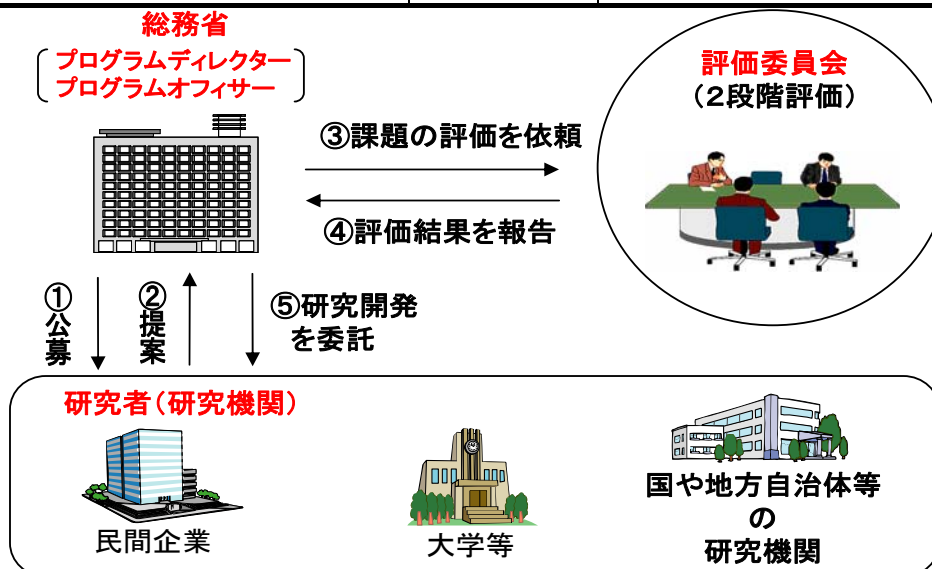 総務省
プログラムディレクター
プログラムオフィサー
評価委員会
(2段階評価)
③課題の評価を依頼
④評価結果を報告
①公募
②提案
⑤研究開発
を委託
研究者(研究機関)
民間企業
大学等
国や地方自治体等
の
研究機関